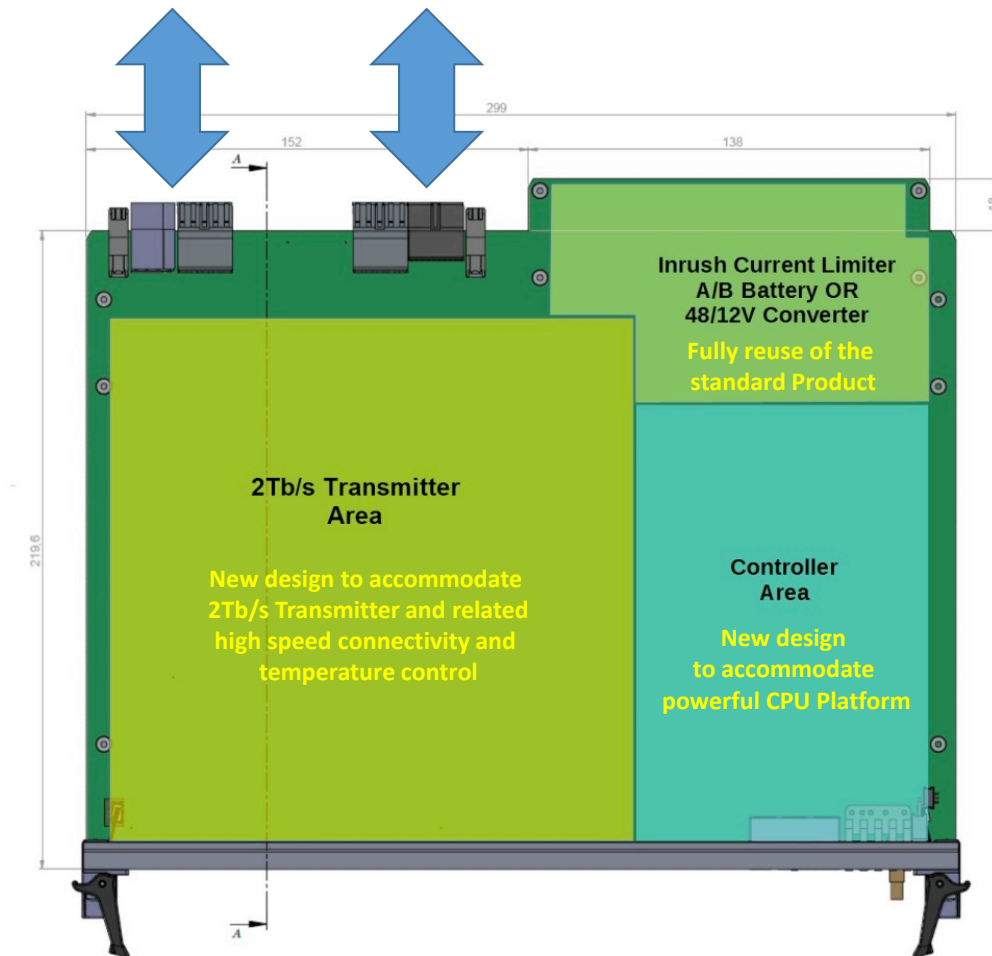 299
152
138
A
Inrush Current Limiter
A/B Battery OR
48/12V Converter
Fully reuse of the
standard Product
2Tb/s Transmitter
Area
New design to accommodate
2Tb/s Transmitter and related
high speed connectivity and
temperature control
219.6
Controller
Area
New design
to accommodate
powerful CPU Platform
A